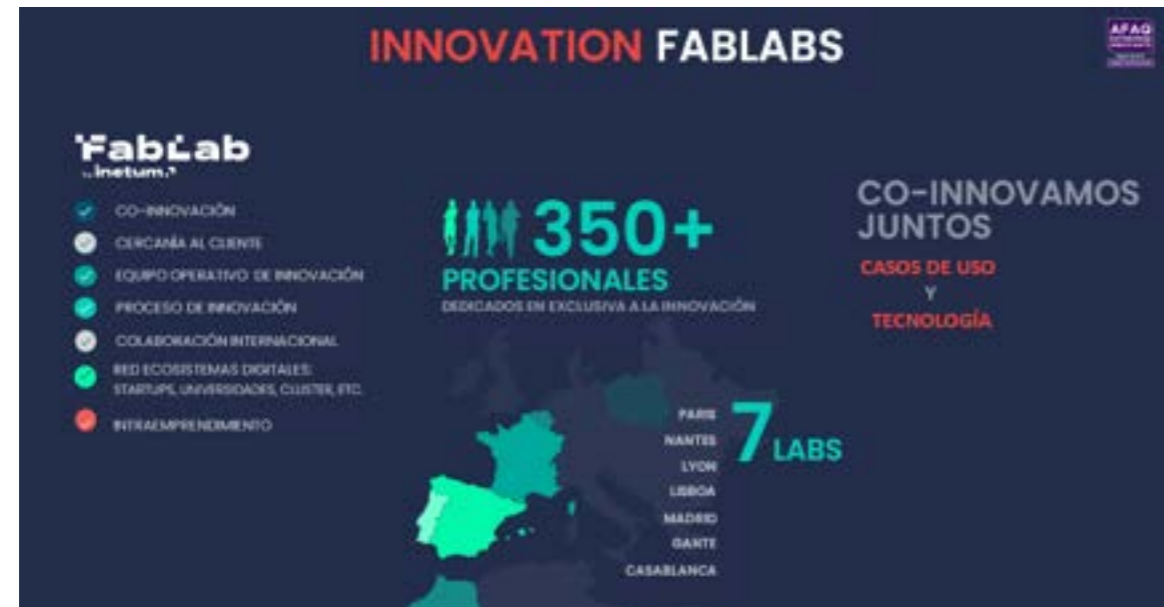 INNOVATION FABLABS
AFAQ
FabLab
inetum.
CO-INNOVACIÓN
CERCANÍA AL CLIENTE
EQUIPO OPERATIVO DE INNOVACIÓN
PROCESO DE INNOVACIÓN
COLABORACIÓN INTERNACIONAL
RED ECOSISTEMAS DIGITALES:
STARTUPS, UNIVERSIDADES, CLUSTER, ETC.
INTRAEMPRENDIMIENTO
350+
PROFESIONALES
DEDICADOS EN EXCLUSIVA A LA INNOVACIÓN
CO-INNOVAMOS
JUNTOS
CASOS DE USO
Y
TECNOLOGÍA
7 LABS
PARIS
NANTES
LYON
LISBOA
MADRID
GANTE
CASABLANCA